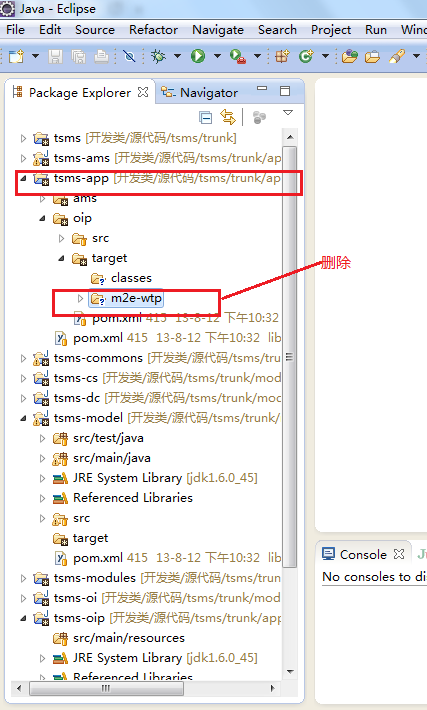 Java - Eclipse
File Edit Source Refactor Navigate Search Project Run Win
Package Explorer Navigator
tsms [开发类/源代码/tsms/trunk]
tsms-ams [开发类/源代码/tsms/trunk/ap
tsms-app [开发类/源代码/tsms/trunk/ap
ams
oip
src
target
删除
classes
m2e-wtp
pom.xml 415 13-8-12 下午10:32
pom.xml 415 13-8-12 下午10:32 lib
tsms-commons [开发类/源代码/tsms/tr
tsms-cs [开发类/源代码/tsms/trunk/mod
tsms-dc [开发类/源代码/tsms/trunk/mo
tsms-model [开发类/源代码/tsms/trunk/
src/test/java
src/main/java
JRE System Library [jdk1.6.0_45]
Referenced Libraries
src
target
pom.xml 415 13-8-12 下午10:32 lib
tsms-modules [开发类/源代码/tsms/trun
tsms-oi [开发类/源代码/tsms/trunk/mod
tsms-oip [开发类/源代码/tsms/trunk/app
src/main/resources
JRE System Library [jdk1.6.0_45]
Referenced Libraries
Console
No consoles to di